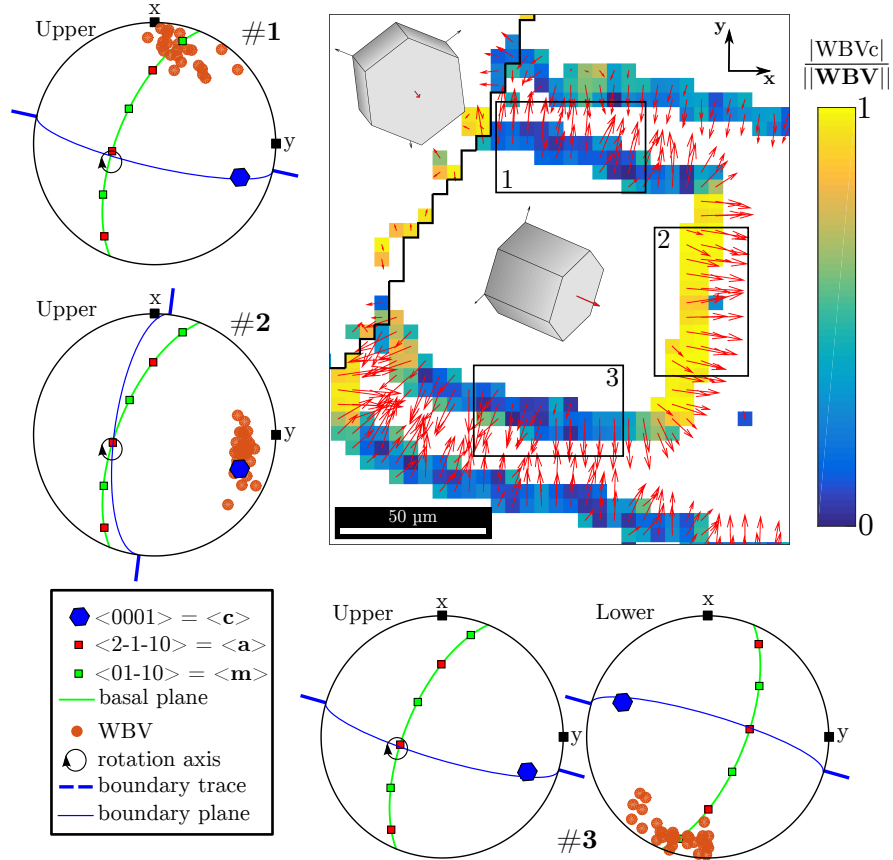 Upper
x
#1
y
Upper
x
#2
y
<0001> = <c>
<2-1-10> = <a>
<01-10> = <m>
basal plane
WBV
rotation axis
boundary trace
boundary plane
y
x
1
2
3
50 µm
|WBVc|
||WBV||
1
0
Upper
x
y
Lower
x
y
#3